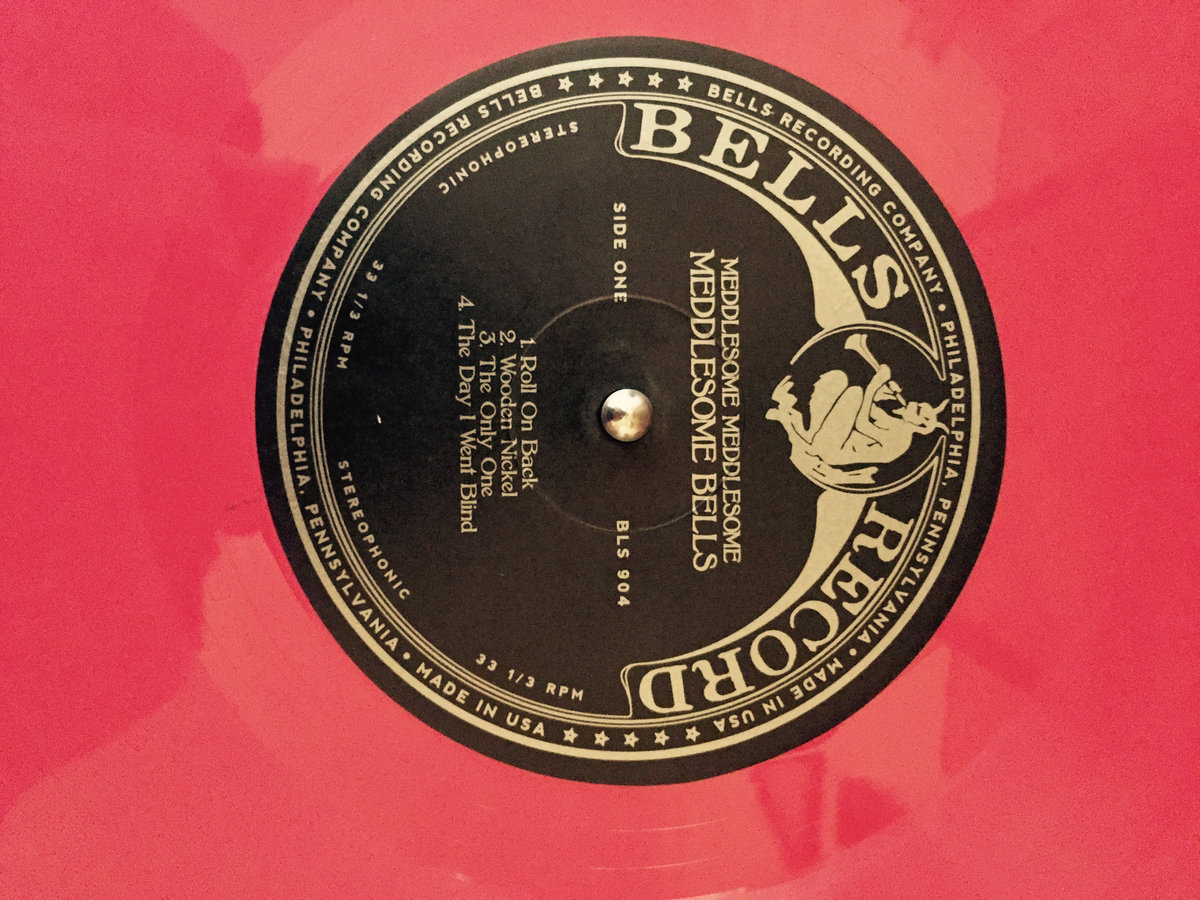 BELLS RECORD
BELLS RECORDING COMPANY • PHILADELPHIA, PENNSYLVANIA • MADE IN USA
MEDDLESOME MEDDLESOME
MEDDLESOME BELLS
SIDE ONE
BLS 904
1. Roll On Back
2. Wooden Nickel
3. The Only One
4. The Day I Went Blind
STEREOPHONIC
33 1/3 RPM
STEREOPHONIC
33 1/3 RPM
BELLS RECORDING COMPANY • PHILADELPHIA, PENNSYLVANIA • MADE IN USA